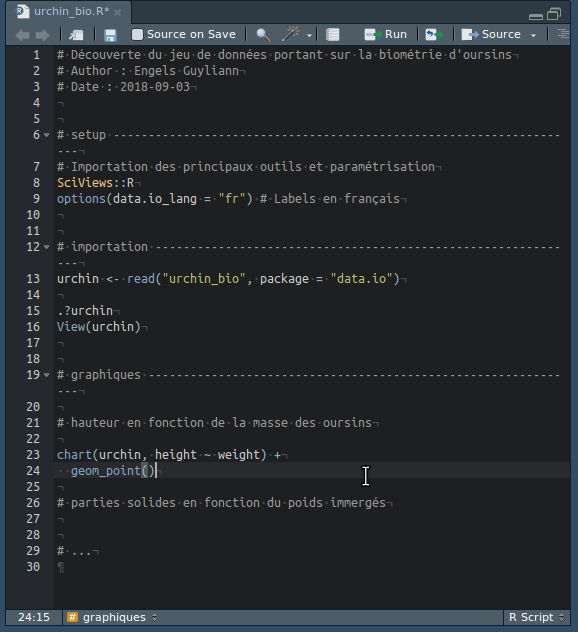 urchin_bio.R* ×
Source on Save
Run
Source
1 # Découverte du jeu de données portant sur la biométrie d'oursins
2 # Author : Engels Guyliann
3 # Date : 2018-09-03
4
5
6 # setup ------------------------------------------------------
---
7 # Importation des principaux outils et paramétrisation
8 SciViews::R
9 options(data.io_lang = "fr") # Labels en français
10
11
12 # importation --------------------------------------------------
---
13 urchin <- read("urchin_bio", package = "data.io")
14
15 .?urchin
16 View(urchin)
17
18
19 # graphiques --------------------------------------------------
---
20
21 # hauteur en fonction de la masse des oursins
22
23 chart(urchin, height ~ weight) +
24   geom_point()
25
26 # parties solides en fonction du poids immergés
27
28
29 # ...
30 ¶
24:15 # graphiques R Script